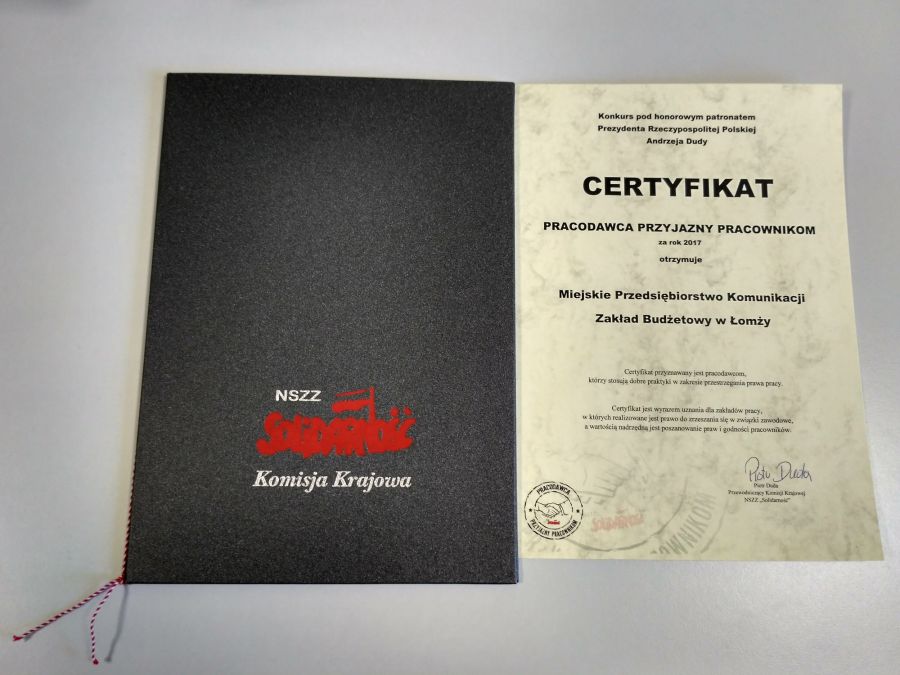 NSZZ
Solidarność
Komisja Krajowa
Konkurs pod honorowym patronatem
Prezydenta Rzeczypospolitej Polskiej
Andrzeja Dudy
CERTYFIKAT
PRACODAWCA PRZYJAZNY PRACOWNIKOM
za rok 2017
otrzymuje
Miejskie Przedsiębiorstwo Komunikacji
Zakład Budżetowy w Łomży
Certyfikat przyznawany jest pracodawcom,
którzy stosują dobre praktyki w zakresie przestrzegania prawa pracy.
Certyfikat jest wyrazem uznania dla zakładów pracy,
w których realizowane jest prawo do zrzeszania się w związki zawodowe,
a wartością nadrzędną jest poszanowanie praw i godności pracowników.
Piotr Duda
Piotr Duda
Przewodniczący Komisji Krajowej
NSZZ „Solidarność"
PRACODAWCA
PRZYJAZNY PRACOWNIKOM
SOLIDARNOŚĆ